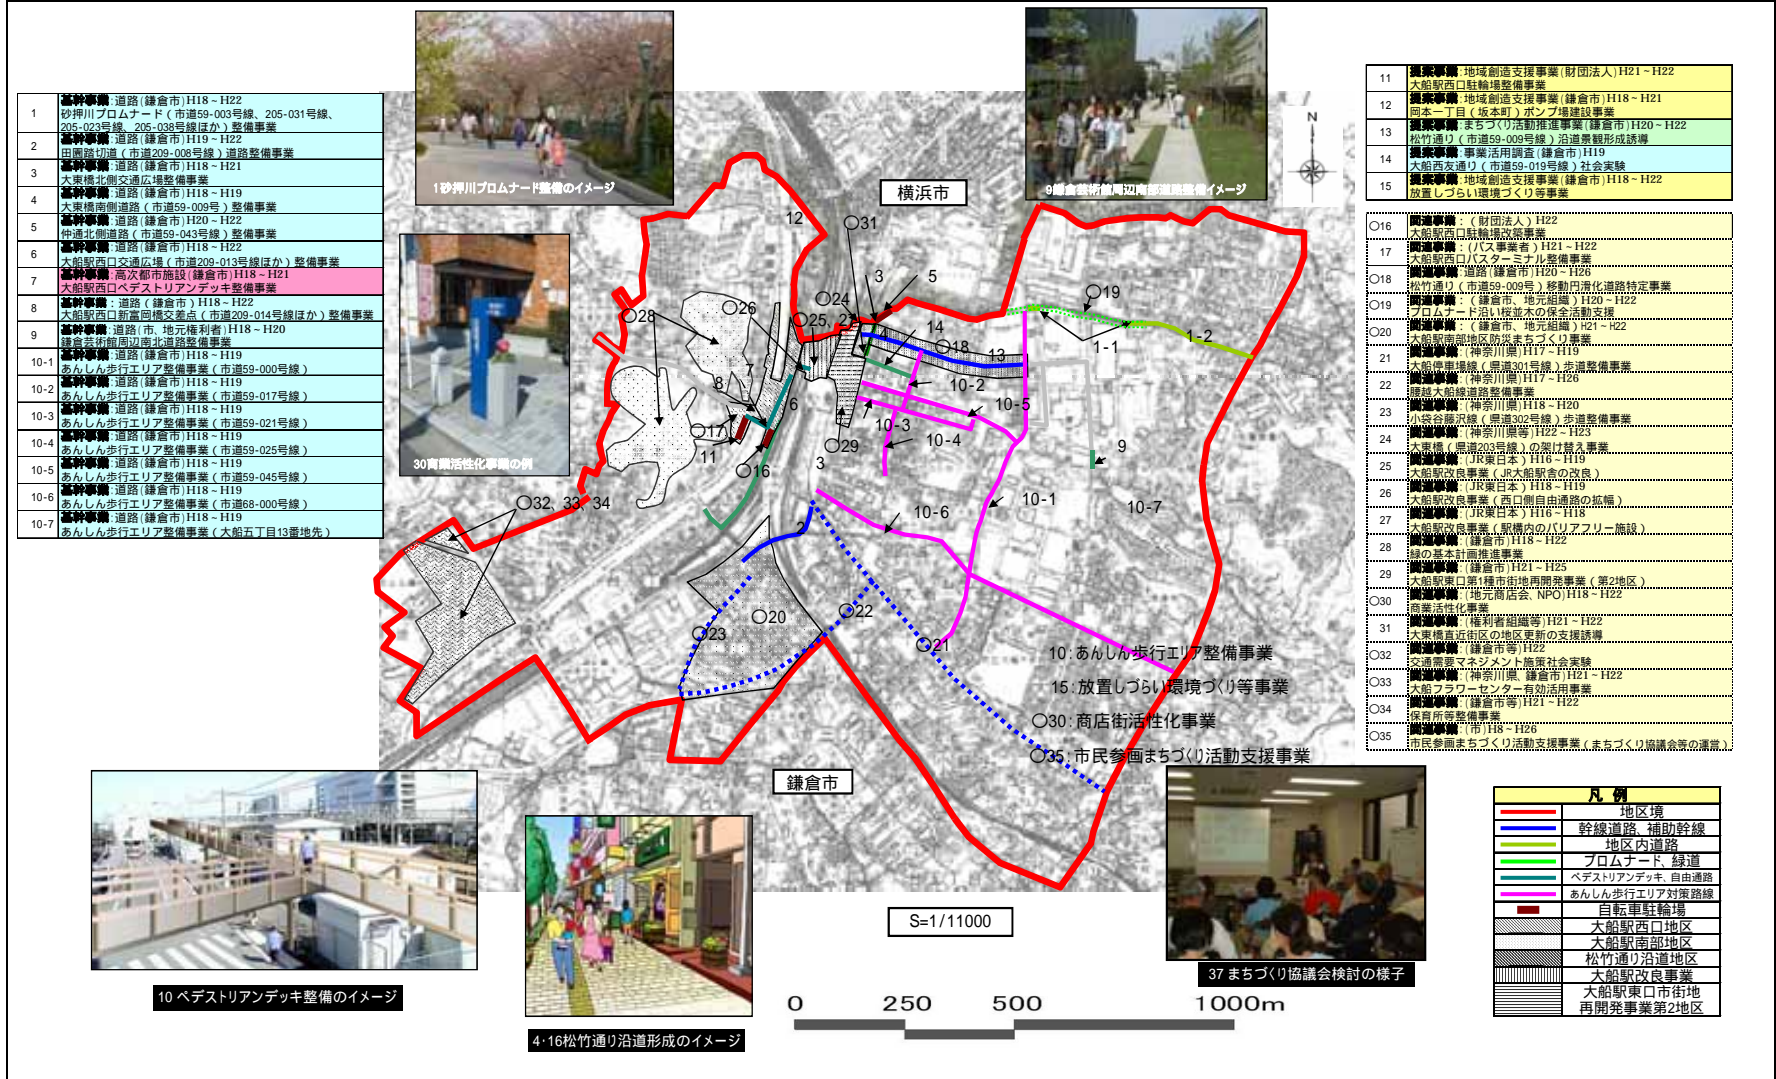 1 基幹事業：道路(鎌倉市)H18～H22
砂押川プロムナード（市道59-003号線、205-031号線、
205-023号線、205-038号線ほか）整備事業
2 基幹事業：道路(鎌倉市)H19～H22
田園踏切道（市道209-008号線）道路整備事業
3 基幹事業：道路(鎌倉市)H18～H21
大東橋北側交通広場整備事業
4 基幹事業：道路(鎌倉市)H18～H19
大東橋南側道路（市道59-009号）整備事業
5 基幹事業：道路(鎌倉市)H20～H22
仲通北側道路（市道59-043号線）整備事業
6 基幹事業：道路(鎌倉市)H18～H22
大船駅西口交通広場（市道209-013号線ほか）整備事業
7 基幹事業：高次都市施設(鎌倉市)H18～H21
大船駅西口ペデストリアンデッキ整備事業
8 基幹事業：道路（鎌倉市）H18～H22
大船駅西口新富岡橋交差点（市道209-014号線ほか）整備事業
9 基幹事業：道路(市、地元権利者)H18～H20
鎌倉芸術館周辺南北道路整備事業
10-1 基幹事業：道路(鎌倉市)H18～H19
あんしん歩行エリア整備事業（市道59-000号線）
10-2 基幹事業：道路(鎌倉市)H18～H19
あんしん歩行エリア整備事業（市道59-017号線）
10-3 基幹事業：道路(鎌倉市)H18～H19
あんしん歩行エリア整備事業（市道59-021号線）
10-4 基幹事業：道路(鎌倉市)H18～H19
あんしん歩行エリア整備事業（市道59-025号線）
10-5 基幹事業：道路(鎌倉市)H18～H19
あんしん歩行エリア整備事業（市道59-045号線）
10-6 基幹事業：道路(鎌倉市)H18～H19
あんしん歩行エリア整備事業（市道68-000号線）
10-7 基幹事業：道路(鎌倉市)H18～H19
あんしん歩行エリア整備事業（大船五丁目13番地先）
1砂押川プロムナード整備のイメージ
9鎌倉芸術館周辺南部道路整備イメージ
30商業活性化事業の例
横浜市
鎌倉市
N
12
○31
3
5
○24
○26
○25、27
○28
14
○18
13
○19
1-1
1-2
4
7
8
6
○17
11
○16
○29
3
10-2
10-5
10-3
10-4
9
10-1
10-7
10-6
○32、33、34
2
○20
○22
○23
○21
10：あんしん歩行エリア整備事業
15：放置しづらい環境づくり等事業
○30：商店街活性化事業
○35：市民参画まちづくり活動支援事業
11 提案事業：地域創造支援事業(財団法人)H21～H22
大船駅西口駐輪場整備事業
12 提案事業：地域創造支援事業(鎌倉市)H18～H21
岡本一丁目（坂本町）ポンプ場建設事業
13 提案事業：まちづくり活動推進事業(鎌倉市)H20～H22
松竹通り（市道59-009号線）沿道景観形成誘導
14 提案事業：事業活用調査(鎌倉市)H19
大船西友通り（市道59-019号線）社会実験
15 提案事業：地域創造支援事業(鎌倉市)H18～H22
放置しづらい環境づくり等事業
○16 関連事業：（財団法人）H22
大船駅西口駐輪場改築事業
17 関連事業：(バス事業者)H21～H22
大船駅西口バスターミナル整備事業
○18 関連事業：道路(鎌倉市)H20～H26
松竹通り（市道59-009号）移動円滑化道路特定事業
○19 関連事業：（鎌倉市、地元組織）H20～H22
プロムナード沿い桜並木の保全活動支援
○20 関連事業：（鎌倉市、地元組織）H21～H22
大船駅南部地区防災まちづくり事業
21 関連事業：(神奈川県)H17～H19
大船停車場線（県道301号線）歩道整備事業
22 関連事業：(神奈川県)H17～H26
腰越大船線道路整備事業
23 関連事業：(神奈川県)H18～H20
小袋谷藤沢線（県道302号線）歩道整備事業
24 関連事業：(神奈川県等)H22～H23
大東橋（県道203号線）の架け替え事業
25 関連事業：(JR東日本)H16～H19
大船駅改良事業（JR大船駅舎の改良）
26 関連事業：(JR東日本)H18～H19
大船駅改良事業（西口側自由通路の拡幅）
27 関連事業：(JR東日本)H16～H18
大船駅改良事業（駅構内のバリアフリー施設）
28 関連事業：(鎌倉市)H18～H22
緑の基本計画推進事業
29 関連事業：(鎌倉市)H21～H25
大船駅東口第1種市街地再開発事業（第2地区）
○30 関連事業：(地元商店会、NPO)H18～H22
商業活性化事業
31 関連事業：(権利者組織等)H21～H22
大東橋直近街区の地区更新の支援誘導
○32 関連事業：(鎌倉市等)H22
交通需要マネジメント施策社会実験
○33 関連事業：(神奈川県、鎌倉市)H21～H22
大船フラワーセンター有効活用事業
○34 関連事業：(鎌倉市等)H21～H22
保育所等整備事業
○35 関連事業：(市)H8～H26
市民参画まちづくり活動支援事業（まちづくり協議会等の運営）
凡 例
地区境
幹線道路、補助幹線
地区内道路
プロムナード、緑道
ペデストリアンデッキ、自由通路
あんしん歩行エリア対策路線
自転車駐輪場
大船駅西口地区
大船駅南部地区
松竹通り沿道地区
大船駅改良事業
大船駅東口市街地
再開発事業第2地区
10 ペデストリアンデッキ整備のイメージ
4・16松竹通り沿道形成のイメージ
37 まちづくり協議会検討の様子
S=1/11000
0 250 500 1000m